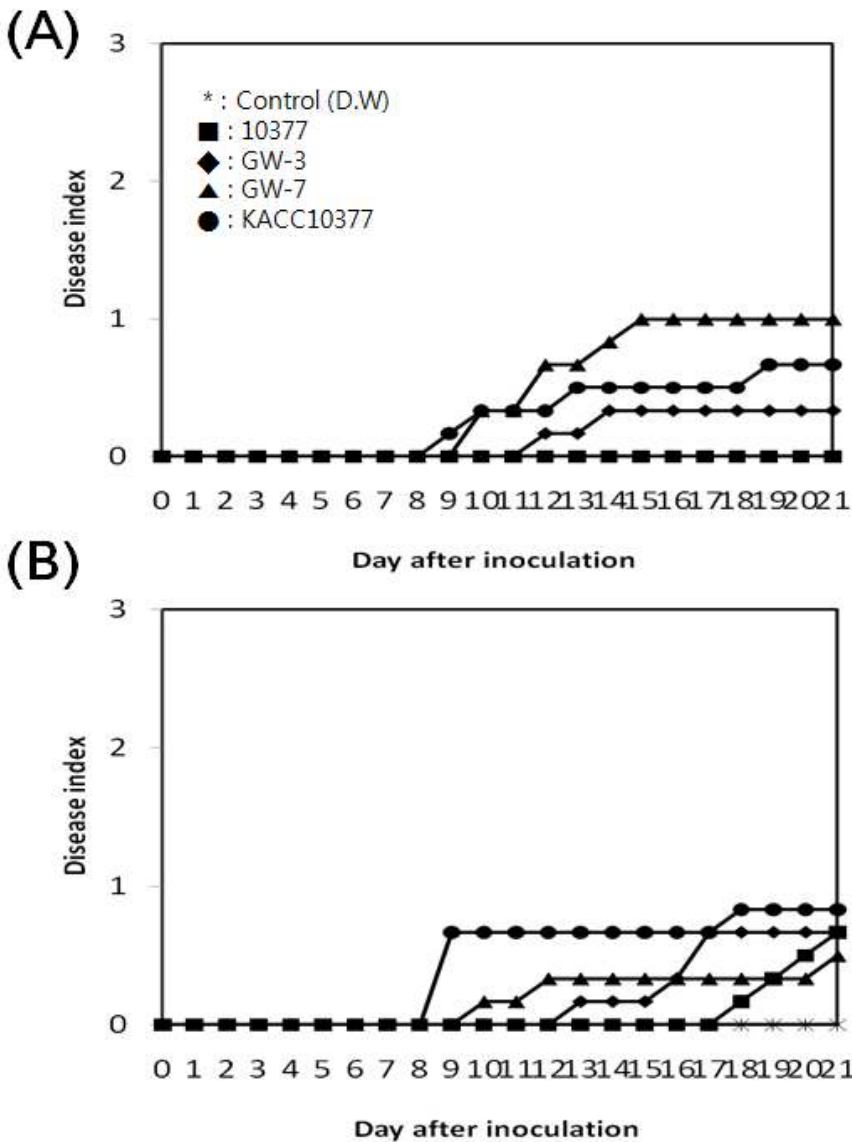 (A)
3
* : Control (D.W)
■ : 10377
◆ : GW-3
▲ : GW-7
● : KACC10377
2
1
0
Disease index
0 1 2 3 4 5 6 7 8 9 10 11 12 13 14 15 16 17 18 19 20 21
Day after inoculation
(B)
3
2
1
0
Disease index
0 1 2 3 4 5 6 7 8 9 10 11 12 13 14 15 16 17 18 19 20 21
Day after inoculation